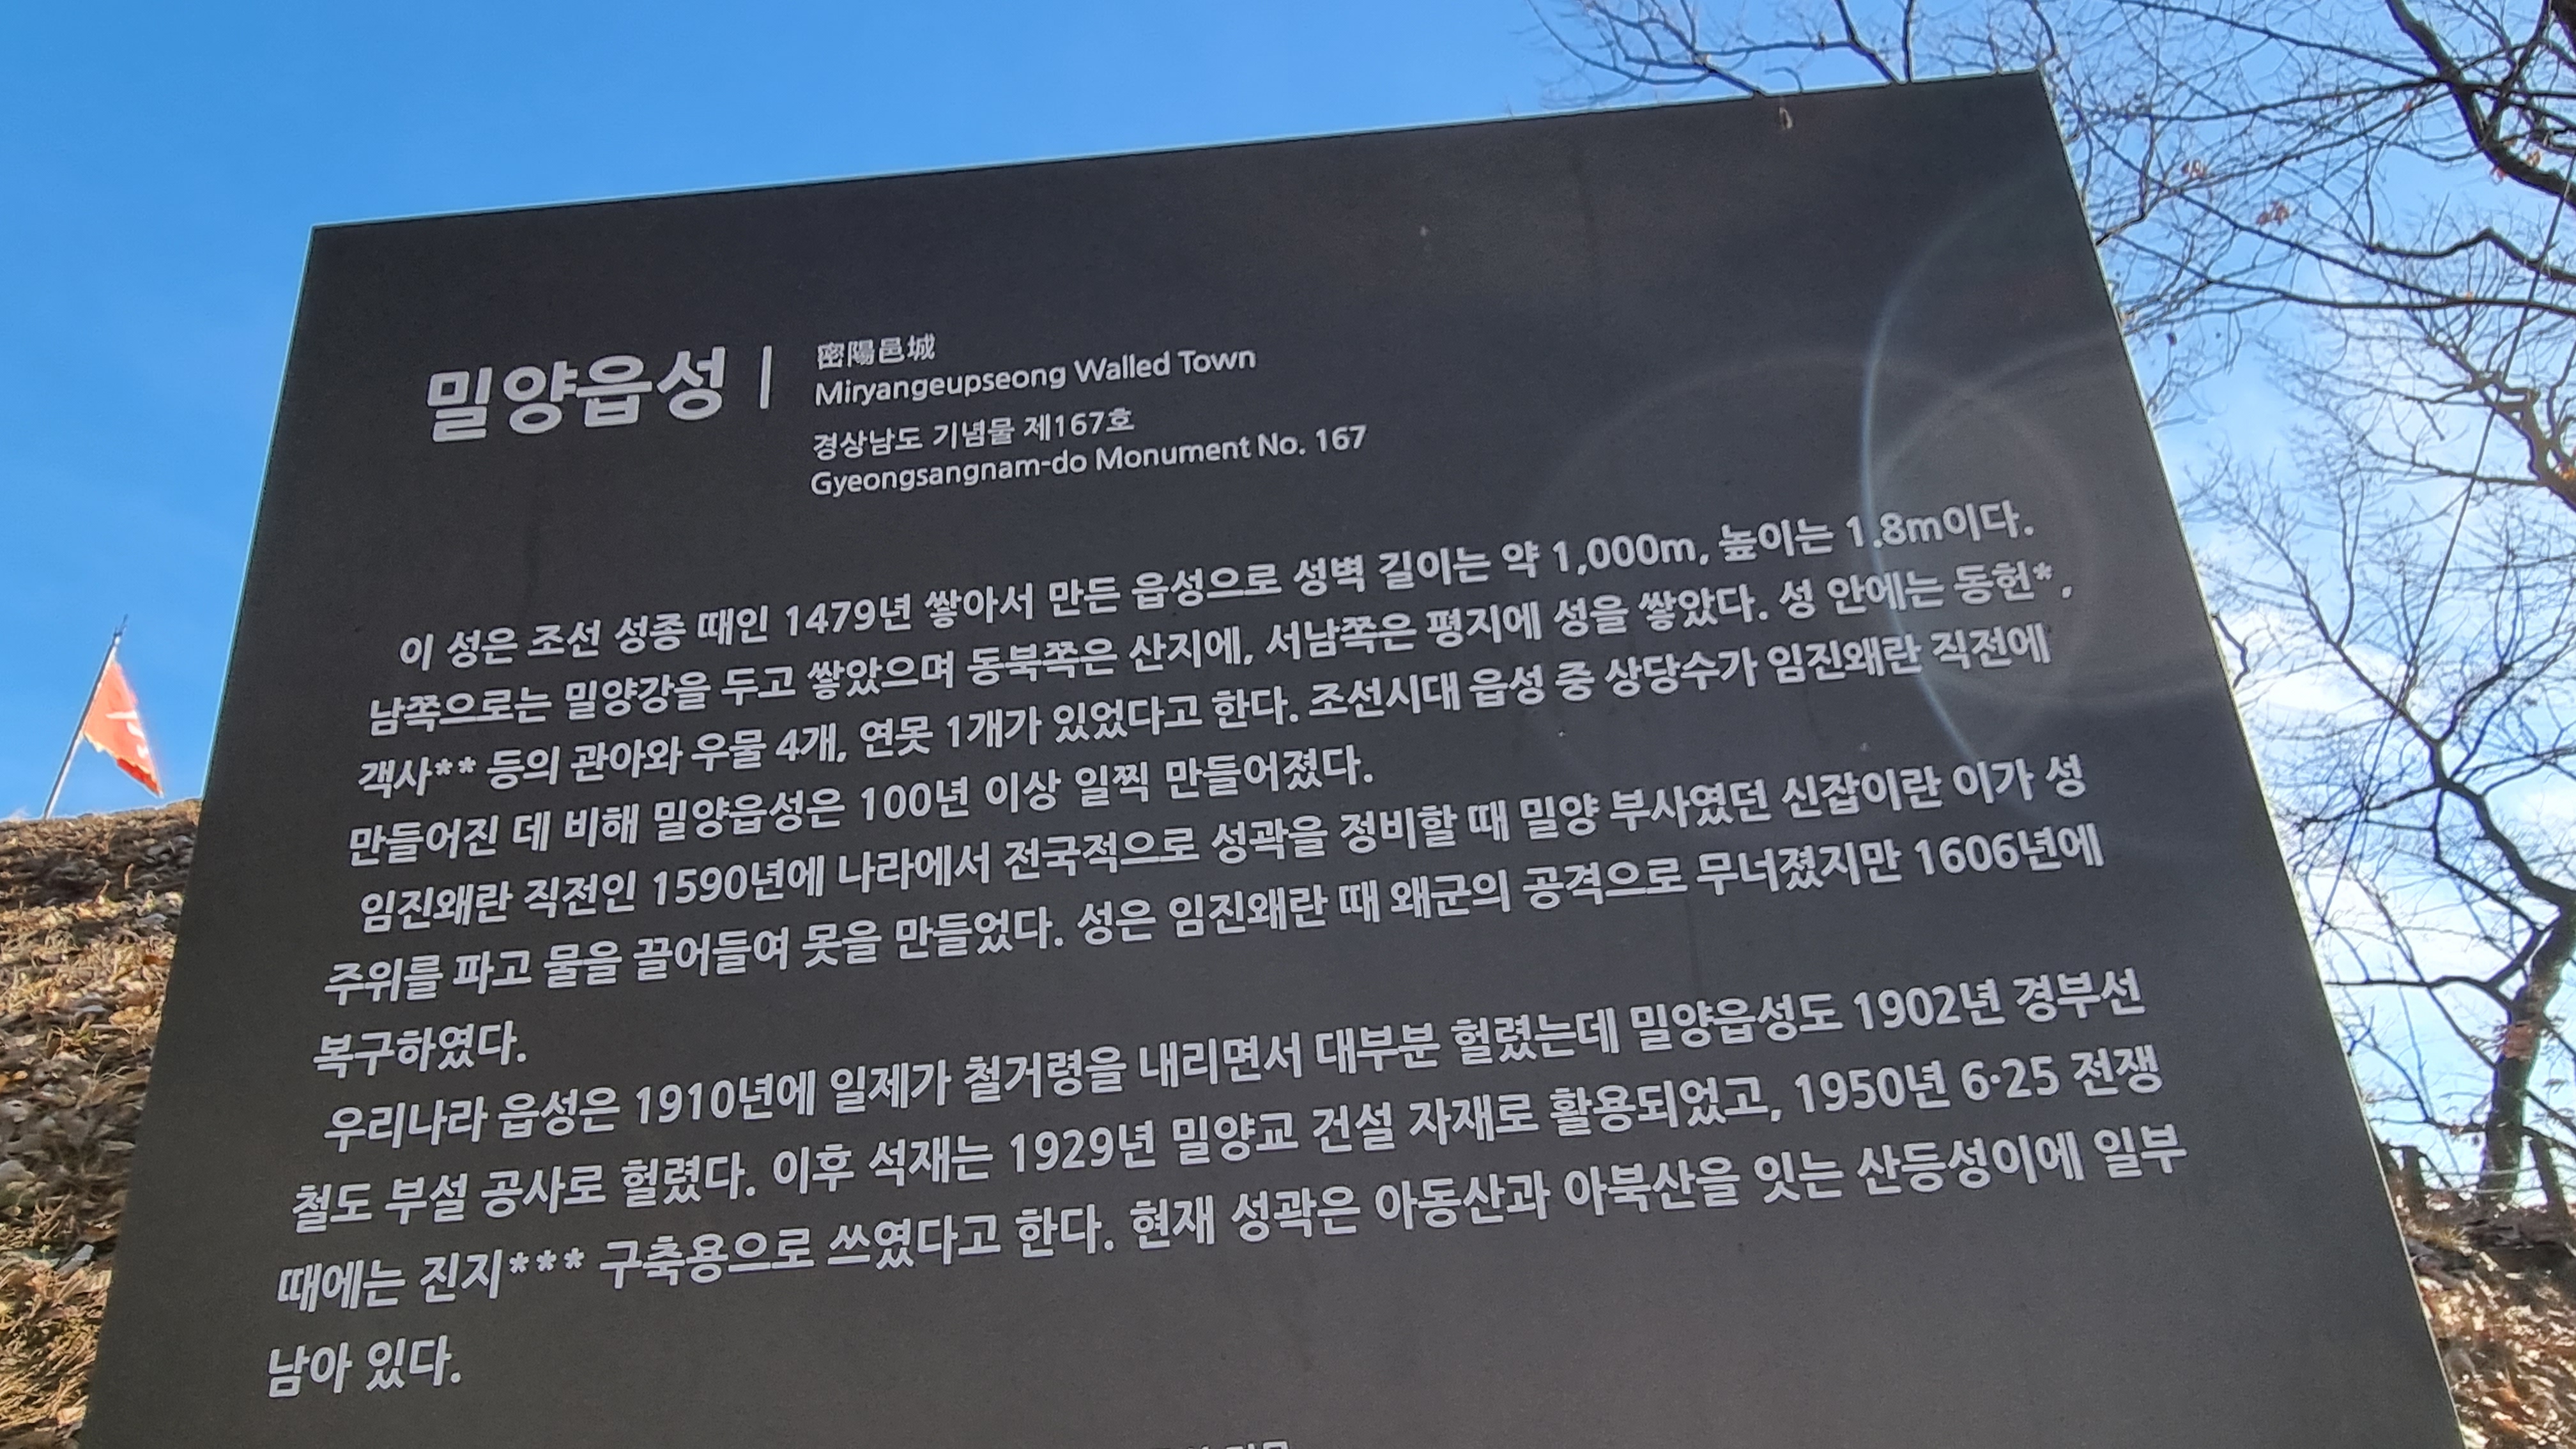 밀양읍성
密陽邑城
Miryangeupseong Walled Town
경상남도 기념물 제167호
Gyeongsangnam-do Monument No. 167
이 성은 조선 성종 때인 1479년 쌓아서 만든 읍성으로 성벽 길이는 약 1,000m, 높이는 1.8m이다.
남쪽으로는 밀양강을 두고 쌓았으며 동북쪽은 산지에, 서남쪽은 평지에 성을 쌓았다. 성 안에는 동헌*,
객사** 등의 관아와 우물 4개, 연못 1개가 있었다고 한다. 조선시대 읍성 중 상당수가 임진왜란 직전에
만들어진 데 비해 밀양읍성은 100년 이상 일찍 만들어졌다.
임진왜란 직전인 1590년에 나라에서 전국적으로 성곽을 정비할 때 밀양 부사였던 신잡이란 이가 성
주위를 파고 물을 끌어들여 못을 만들었다. 성은 임진왜란 때 왜군의 공격으로 무너졌지만 1606년에
복구하였다.
우리나라 읍성은 1910년에 일제가 철거령을 내리면서 대부분 헐렸는데 밀양읍성도 1902년 경부선
철도 부설 공사로 헐렸다. 이후 석재는 1929년 밀양교 건설 자재로 활용되었고, 1950년 6·25 전쟁
때에는 진지*** 구축용으로 쓰였다고 한다. 현재 성곽은 아동산과 아북산을 잇는 산등성이에 일부
남아 있다.